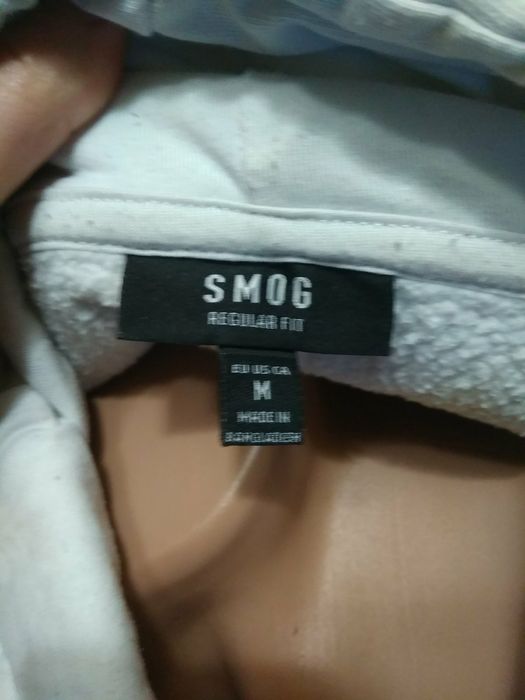 SMOG
REGULAR FIT
EU US CA
M
MADE IN
BANGLADESH